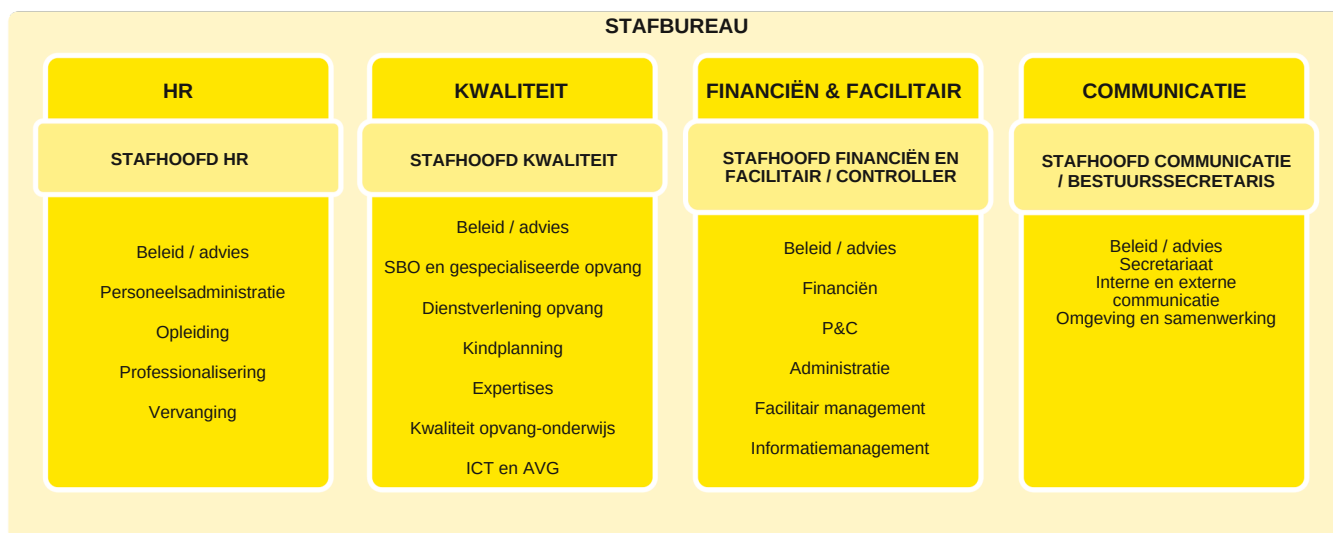 STAFBUREAU
HR
STAFHOOFD HR
Beleid / advies
Personeelsadministratie
Opleiding
Professionalisering
Vervanging
KWALITEIT
STAFHOOFD KWALITEIT
Beleid / advies
SBO en gespecialiseerde opvang
Dienstverlening opvang
Kindplanning
Expertises
Kwaliteit opvang-onderwijs
ICT en AVG
FINANCIËN & FACILITAIR
STAFHOOFD FINANCIËN EN
FACILITAIR / CONTROLLER
Beleid / advies
Financiën
P&C
Administratie
Facilitair management
Informatiemanagement
COMMUNICATIE
STAFHOOFD COMMUNICATIE
/ BESTUURSSECRETARIS
Beleid / advies
Secretariaat
Interne en externe
communicatie
Omgeving en samenwerking